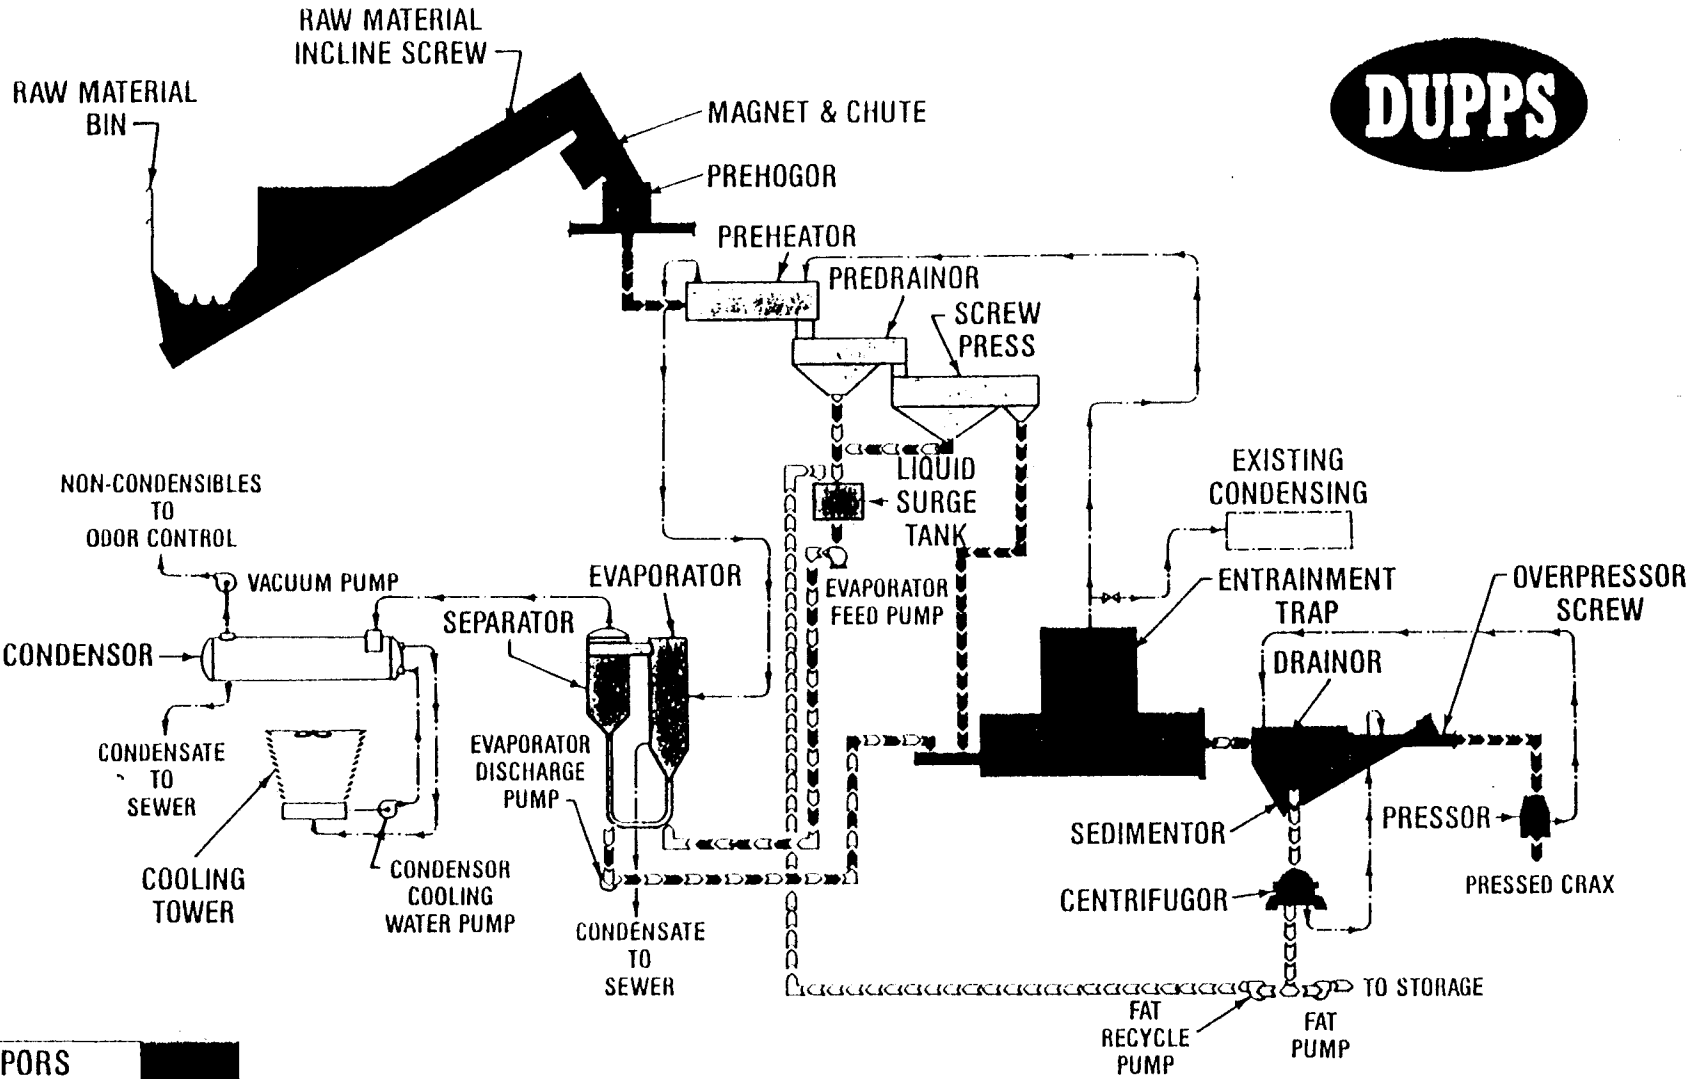 RAW MATERIAL
INCLINE SCREW
RAW MATERIAL
BIN
MAGNET & CHUTE
PREHOGOR
DUPPS
PREHEATOR
PREDRAINOR
SCREW
PRESS
LIQUID
SURGE
TANK
EXISTING
CONDENSING
NON-CONDENSIBLES
TO
ODOR CONTROL
VACUUM PUMP
EVAPORATOR
SEPARATOR
EVAPORATOR
FEED PUMP
ENTRAINMENT
TRAP
OVERPRESSOR
SCREW
CONDENSOR
DRAINOR
CONDENSATE
TO
SEWER
EVAPORATOR
DISCHARGE
PUMP
SEDIMENTOR
PRESSOR
COOLING
TOWER
CONDENSOR
COOLING
WATER PUMP
CENTRIFUGOR
PRESSED CRAX
CONDENSATE
TO
SEWER
TO STORAGE
FAT
RECYCLE
PUMP
FAT
PUMP
PORS